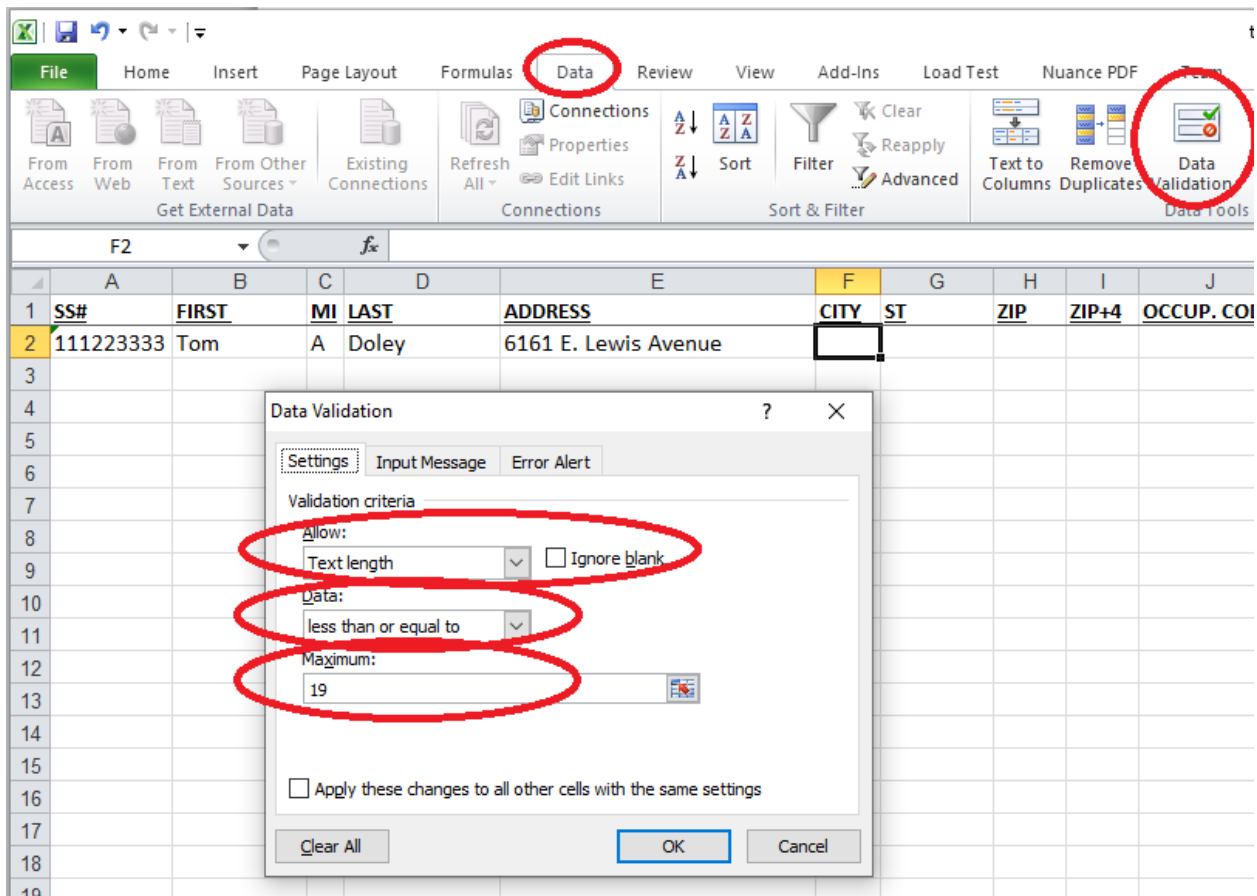 t
File Home Insert Page Layout Formulas Data Review View Add-Ins Load Test Nuance PDF Team
From Access
From Web
From Text
From Other Sources
Existing Connections
Refresh All
Connections
Properties
Edit Links
Sort
Filter
Clear
Reapply
Advanced
Text to Columns
Remove Duplicates
Data Validation
Get External Data Connections Sort & Filter Data Tools
F2 fx
A B C D E F G H I J
1 SS# FIRST MI LAST ADDRESS CITY ST ZIP ZIP+4 OCCUP. COD
2 111223333 Tom A Doley 6161 E. Lewis Avenue
3
4
5
6
7
8
9
10
11
12
13
14
15
16
17
18
19
Data Validation ?
Settings Input Message Error Alert
Validation criteria
Allow:
Text length Ignore blank
Data:
less than or equal to
Maximum:
19
Apply these changes to all other cells with the same settings
Clear All OK Cancel